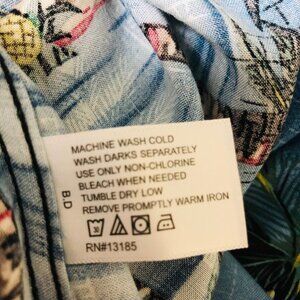 MACHINE WASH COLD
WASH DARKS SEPARATELY
USE ONLY NON-CHLORINE
BLEACH WHEN NEEDED
TUMBLE DRY LOW
REMOVE PROMPTLY WARM IRON
30
RN#13185
B.D